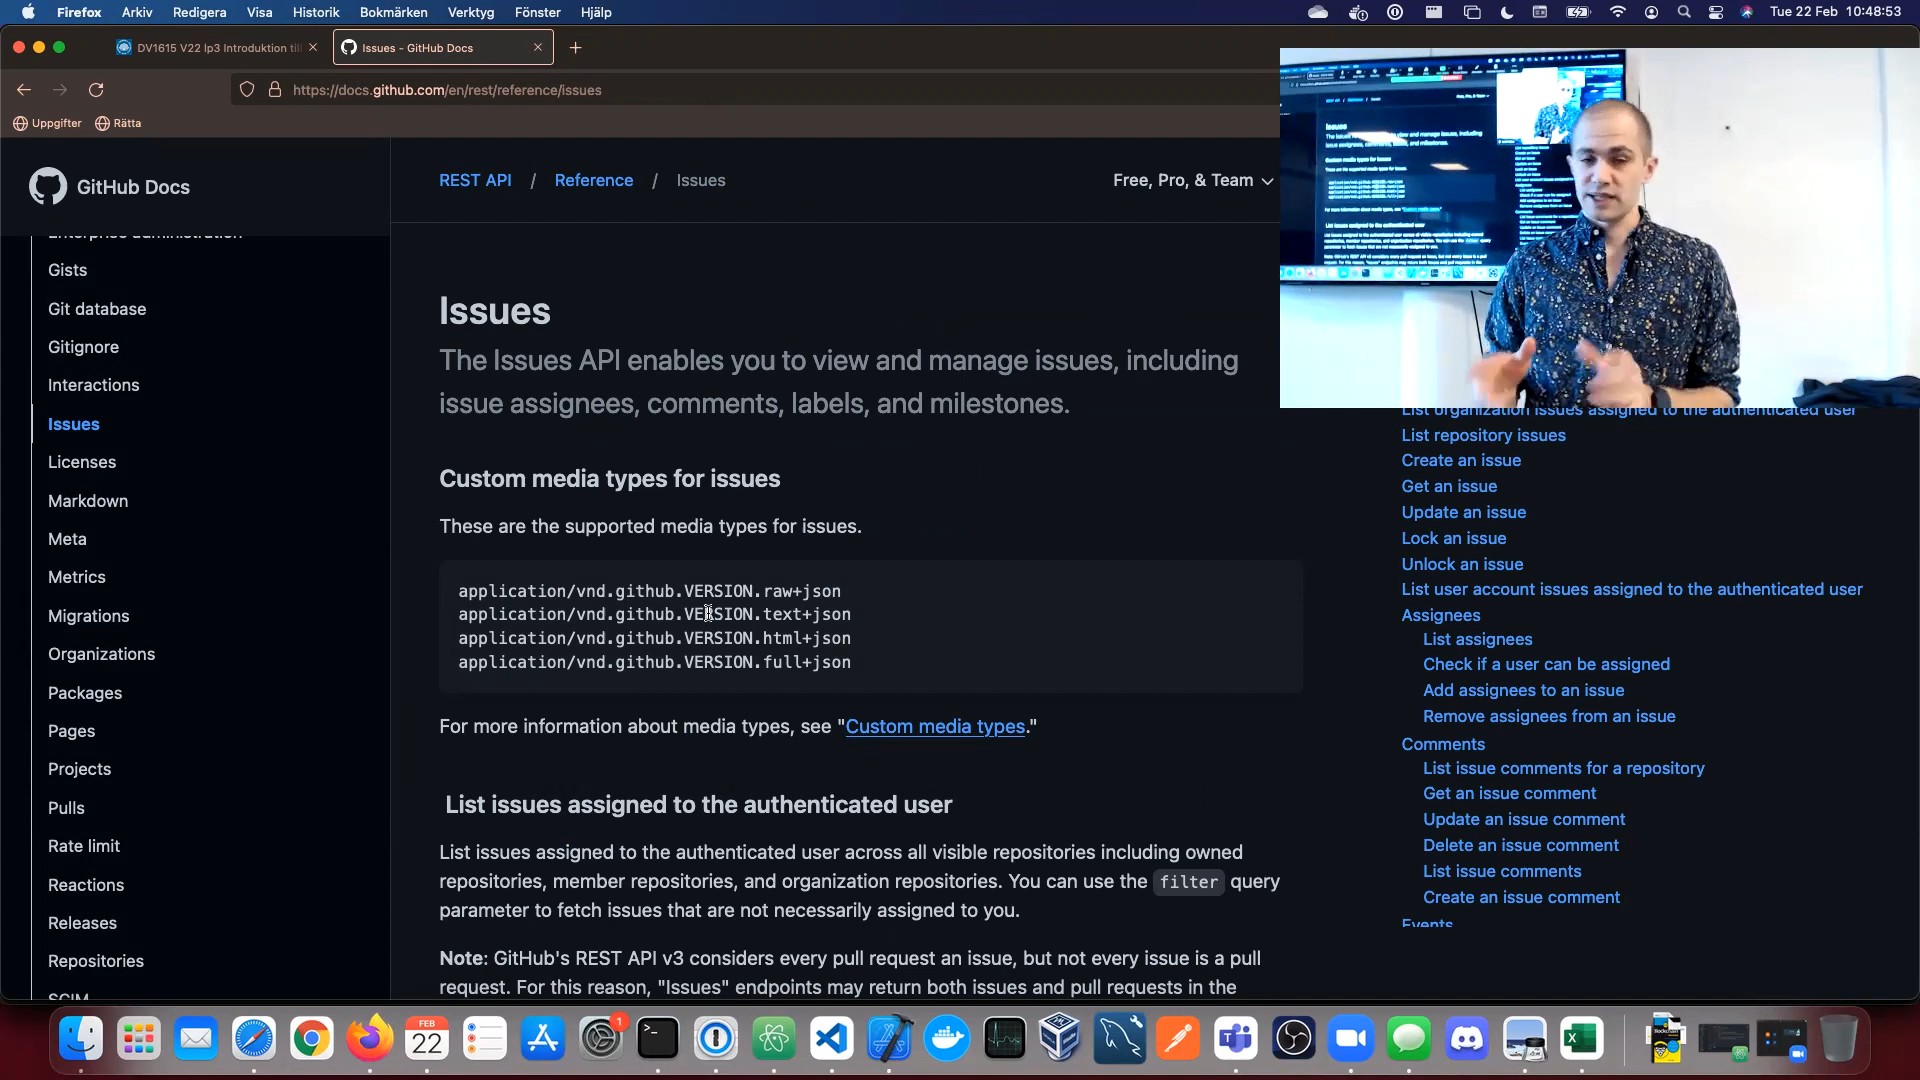 Firefox Arkiv Redigera Visa Historik Bokmärken Verktyg Fönster Hjälp
Tue 22 Feb 10:48:53
DV1615 V22 lp3 Introduktion til
Issues - GitHub Docs
https://docs.github.com/en/rest/reference/issues
Uppgifter Rätta
GitHub Docs
REST API / Reference / Issues
Free, Pro, & Team
Enterprise administration
Gists
Git database
Gitignore
Interactions
Issues
Licenses
Markdown
Meta
Metrics
Migrations
Organizations
Packages
Pages
Projects
Pulls
Rate limit
Reactions
Releases
Repositories
SCIM
Issues
The Issues API enables you to view and manage issues, including
issue assignees, comments, labels, and milestones.
Custom media types for issues
These are the supported media types for issues.
application/vnd.github.VERSION.raw+json
application/vnd.github.VERSION.text+json
application/vnd.github.VERSION.html+json
application/vnd.github.VERSION.full+json
For more information about media types, see "Custom media types."
List issues assigned to the authenticated user
List issues assigned to the authenticated user across all visible repositories including owned
repositories, member repositories, and organization repositories. You can use the filter query
parameter to fetch issues that are not necessarily assigned to you.
Note: GitHub's REST API v3 considers every pull request an issue, but not every issue is a pull
request. For this reason, "Issues" endpoints may return both issues and pull requests in the
List organization issues assigned to the authenticated user
List repository issues
Create an issue
Get an issue
Update an issue
Lock an issue
Unlock an issue
List user account issues assigned to the authenticated user
Assignees
List assignees
Check if a user can be assigned
Add assignees to an issue
Remove assignees from an issue
Comments
List issue comments for a repository
Get an issue comment
Update an issue comment
Delete an issue comment
List issue comments
Create an issue comment
Events
FEB
22
1